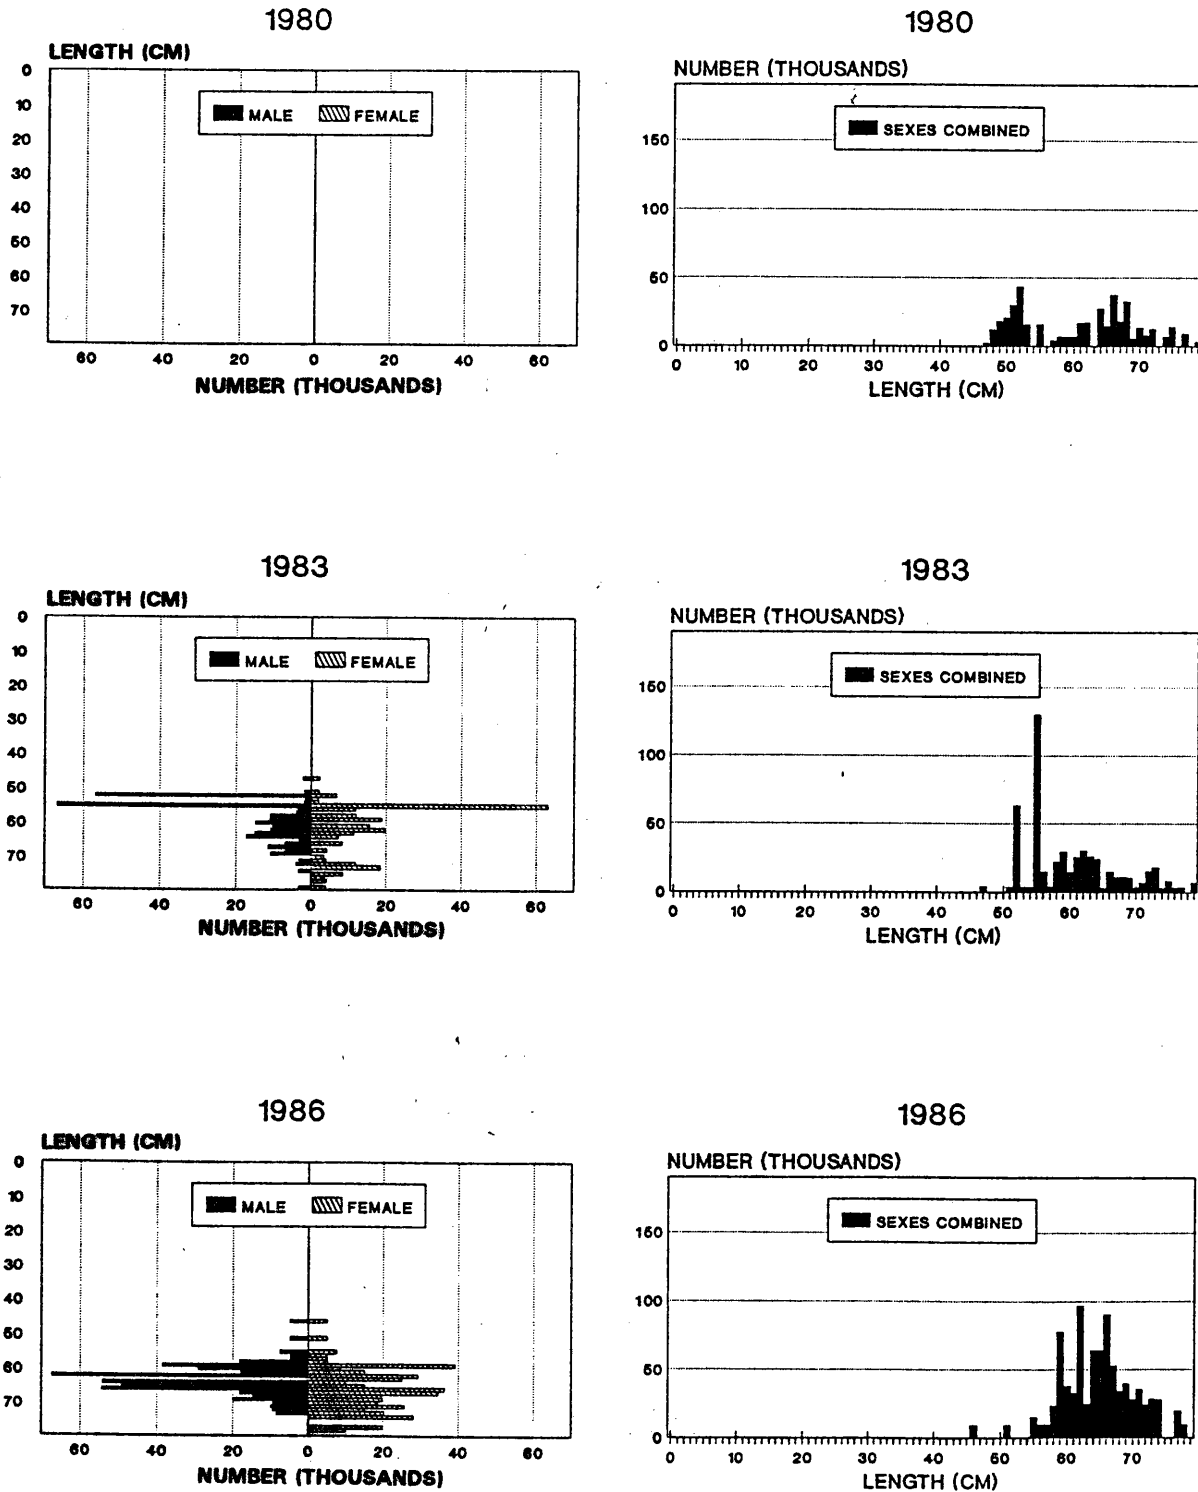 1980
LENGTH (CM)
0
10
20
30
40
50
60
70
MALE FEMALE
60 40 20 0 20 40 60
NUMBER (THOUSANDS)
1980
NUMBER (THOUSANDS)
SEXES COMBINED
150
100
50
0
0 10 20 30 40 50 60 70
LENGTH (CM)
1983
LENGTH (CM)
0
10
20
30
40
50
60
70
MALE FEMALE
60 40 20 0 20 40 60
NUMBER (THOUSANDS)
1983
NUMBER (THOUSANDS)
SEXES COMBINED
150
100
50
0
0 10 20 30 40 50 60 70
LENGTH (CM)
1986
LENGTH (CM)
0
10
20
30
40
50
60
70
MALE FEMALE
60 40 20 0 20 40 60
NUMBER (THOUSANDS)
1986
NUMBER (THOUSANDS)
SEXES COMBINED
150
100
50
0
0 10 20 30 40 50 60 70
LENGTH (CM)